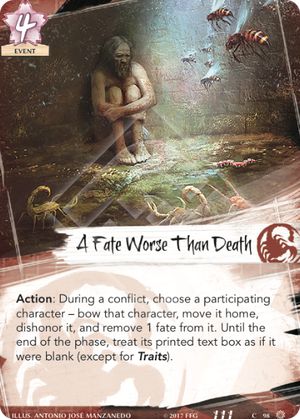 4
EVENT
A Fate Worse Than Death
Action: During a conflict, choose a participating
character – bow that character, move it home,
dishonor it, and remove 1 fate from it. Until
the end of the phase, treat its printed text box as if it
were blank (except for Traits).
ILLUS. ANTONIO JOSÉ MANZANEDO © 2017 FFG C 98